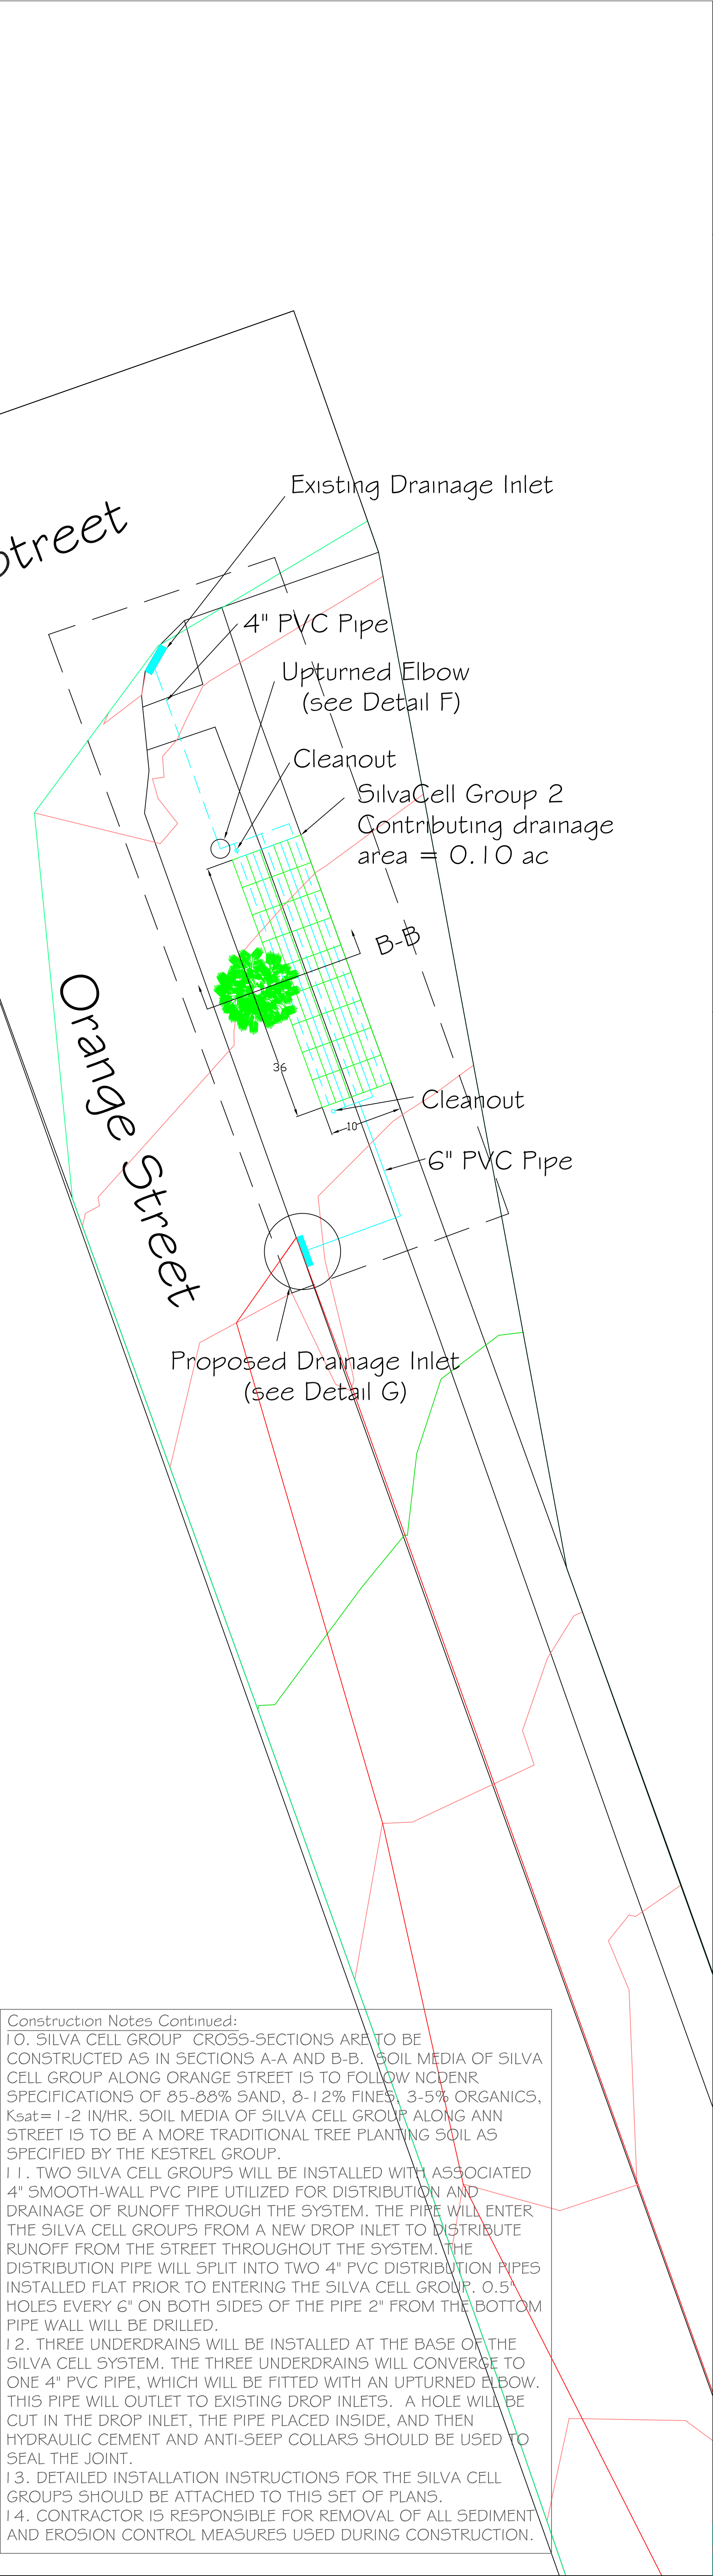 Street
Existing Drainage Inlet
4" PVC Pipe
Upturned Elbow
(see Detail F)
Cleanout
SilvaCell Group 2
Contributing drainage
area = 0.10 ac
B-B
Orange Street
36
Cleanout
10
6" PVC Pipe
Proposed Drainage Inlet
(see Detail G)
Construction Notes Continued:
10. SILVA CELL GROUP CROSS-SECTIONS ARE TO BE
CONSTRUCTED AS IN SECTIONS A-A AND B-B. SOIL MEDIA OF SILVA
CELL GROUP ALONG ORANGE STREET IS TO FOLLOW NCDENR
SPECIFICATIONS OF 85-88% SAND, 8-12% FINES, 3-5% ORGANICS,
Ksat=1-2 IN/HR. SOIL MEDIA OF SILVA CELL GROUP ALONG ANN
STREET IS TO BE A MORE TRADITIONAL TREE PLANTING SOIL AS
SPECIFIED BY THE KESTREL GROUP.
11. TWO SILVA CELL GROUPS WILL BE INSTALLED WITH ASSOCIATED
4" SMOOTH-WALL PVC PIPE UTILIZED FOR DISTRIBUTION AND
DRAINAGE OF RUNOFF THROUGH THE SYSTEM. THE PIPE WILL ENTER
THE SILVA CELL GROUPS FROM A NEW DROP INLET TO DISTRIBUTE
RUNOFF FROM THE STREET THROUGHOUT THE SYSTEM. THE
DISTRIBUTION PIPE WILL SPLIT INTO TWO 4" PVC DISTRIBUTION PIPES
INSTALLED FLAT PRIOR TO ENTERING THE SILVA CELL GROUP. 0.5"
HOLES EVERY 6" ON BOTH SIDES OF THE PIPE 2" FROM THE BOTTOM
PIPE WALL WILL BE DRILLED.
12. THREE UNDERDRAINS WILL BE INSTALLED AT THE BASE OF THE
SILVA CELL SYSTEM. THE THREE UNDERDRAINS WILL CONVERGE TO
ONE 4" PVC PIPE, WHICH WILL BE FITTED WITH AN UPTURNED ELBOW.
THIS PIPE WILL OUTLET TO EXISTING DROP INLETS. A HOLE WILL BE
CUT IN THE DROP INLET, THE PIPE PLACED INSIDE, AND THEN
HYDRAULIC CEMENT AND ANTI-SEEP COLLARS SHOULD BE USED TO
SEAL THE JOINT.
13. DETAILED INSTALLATION INSTRUCTIONS FOR THE SILVA CELL
GROUPS SHOULD BE ATTACHED TO THIS SET OF PLANS.
14. CONTRACTOR IS RESPONSIBLE FOR REMOVAL OF ALL SEDIMENT
AND EROSION CONTROL MEASURES USED DURING CONSTRUCTION.